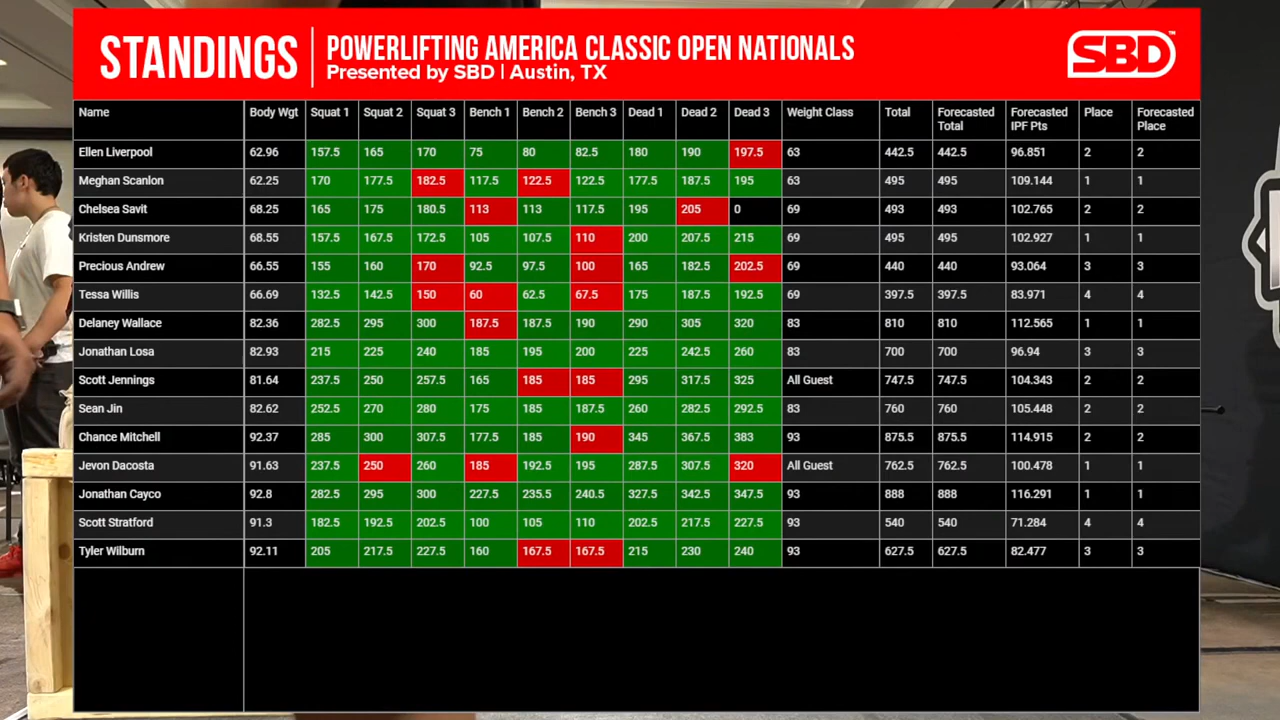 STANDINGS
POWERLIFTING AMERICA CLASSIC OPEN NATIONALS
Presented by SBD | Austin, TX
SBD™
Name Body Wgt Squat 1 Squat 2 Squat 3 Bench 1 Bench 2 Bench 3 Dead 1 Dead 2 Dead 3 Weight Class Total Forecasted Total Forecasted IPF Pts Place Forecasted Place
Ellen Liverpool 62.96 157.5 165 170 75 80 82.5 180 190 197.5 63 442.5 442.5 96.851 2 2
Meghan Scanlon 62.25 170 177.5 182.5 117.5 122.5 122.5 177.5 187.5 195 63 495 495 109.144 1 1
Chelsea Savit 68.25 165 175 180.5 113 113 117.5 195 205 0 69 493 493 102.765 2 2
Kristen Dunsmore 68.55 157.5 167.5 172.5 105 107.5 110 200 207.5 215 69 495 495 102.927 1 1
Precious Andrew 66.55 155 160 170 92.5 97.5 100 165 182.5 202.5 69 440 440 93.064 3 3
Tessa Willis 66.69 132.5 142.5 150 60 62.5 67.5 175 187.5 192.5 69 397.5 397.5 83.971 4 4
Delaney Wallace 82.36 282.5 295 300 187.5 187.5 190 290 305 320 83 810 810 112.565 1 1
Jonathan Losa 82.93 215 225 240 185 195 200 225 242.5 260 83 700 700 96.94 3 3
Scott Jennings 81.64 237.5 250 257.5 165 185 185 295 317.5 325 All Guest 747.5 747.5 104.343 2 2
Sean Jin 82.62 252.5 270 280 175 185 187.5 260 282.5 292.5 83 760 760 105.448 2 2
Chance Mitchell 92.37 285 300 307.5 177.5 185 190 345 367.5 383 93 875.5 875.5 114.915 2 2
Jevon Dacosta 91.63 237.5 250 260 185 192.5 195 287.5 307.5 320 All Guest 762.5 762.5 100.478 1 1
Jonathan Cayco 92.8 282.5 295 300 227.5 235.5 240.5 327.5 342.5 347.5 93 888 888 116.291 1 1
Scott Stratford 91.3 182.5 192.5 202.5 100 105 110 202.5 217.5 227.5 93 540 540 71.284 4 4
Tyler Wilburn 92.11 205 217.5 227.5 160 167.5 167.5 215 230 240 93 627.5 627.5 82.477 3 3